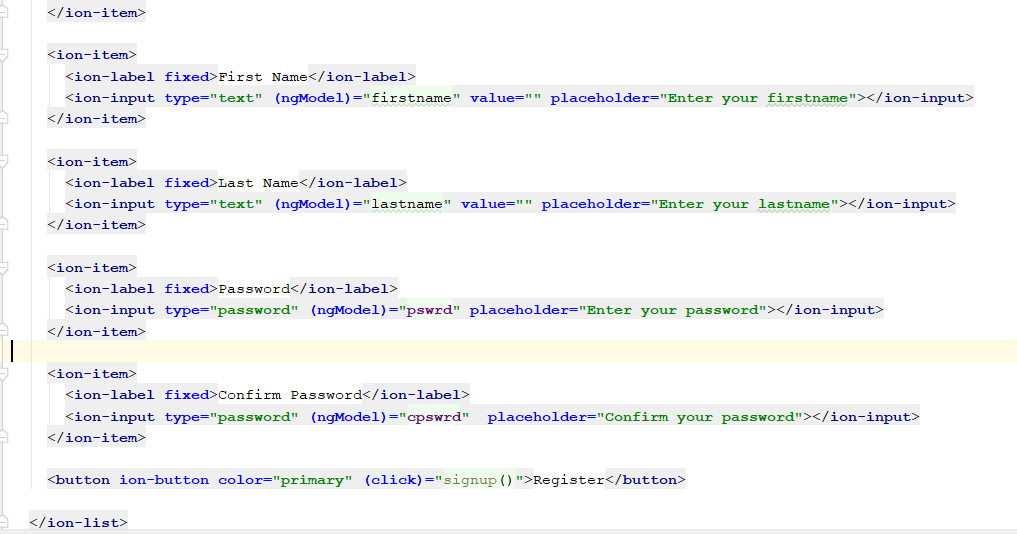 </ion-item>
<ion-item>
<ion-label fixed>First Name</ion-label>
<ion-input type="text" (ngModel)="firstname" value="" placeholder="Enter your firstname"></ion-input>
</ion-item>
<ion-item>
<ion-label fixed>Last Name</ion-label>
<ion-input type="text" (ngModel)="lastname" value="" placeholder="Enter your lastname"></ion-input>
</ion-item>
<ion-item>
<ion-label fixed>Password</ion-label>
<ion-input type="password" (ngModel)="pswrd" placeholder="Enter your password"></ion-input>
</ion-item>
<ion-item>
<ion-label fixed>Confirm Password</ion-label>
<ion-input type="password" (ngModel)="cpswrd"  placeholder="Confirm your password"></ion-input>
</ion-item>
<button ion-button color="primary" (click)="signup()">Register</button>
</ion-list>